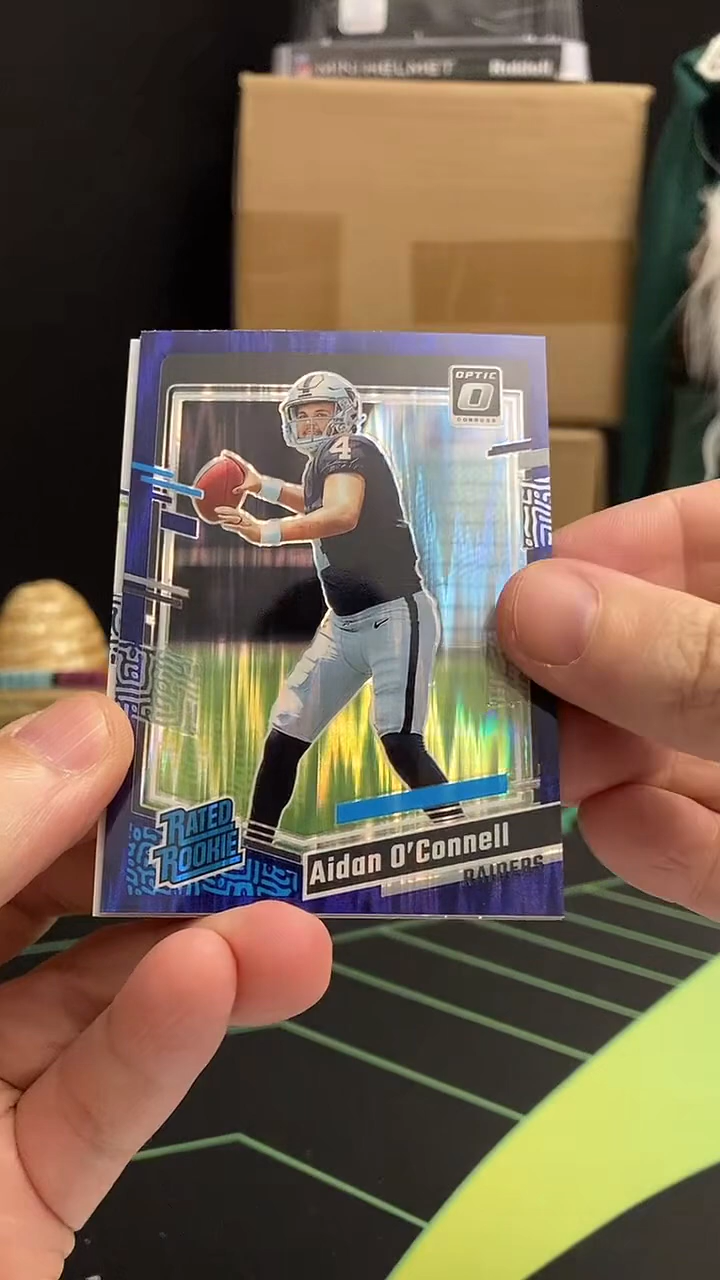 MINI HELMET Riddell
OPTIC
O
DONRUSS
4
RATED
ROOKIE
Aidan O'Connell
RAIDERS